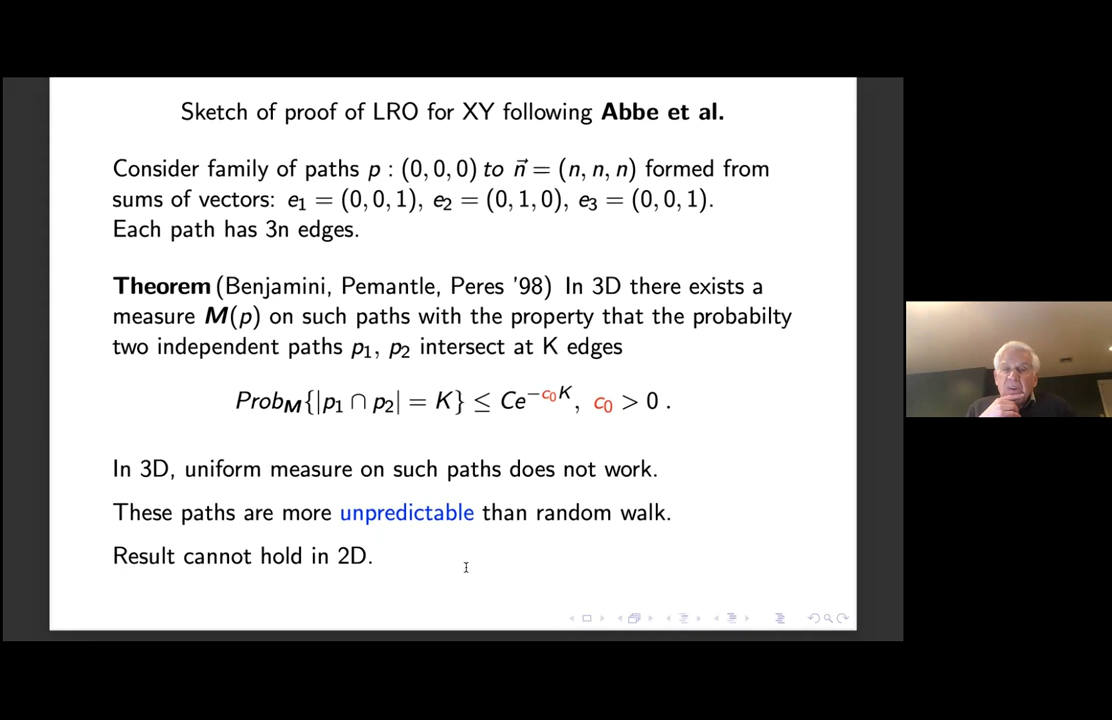 Sketch of proof of LRO for XY following Abbe et al.
Consider family of paths p : (0, 0, 0) to n⃗ = (n, n, n) formed from
sums of vectors: e₁ = (0, 0, 1), e₂ = (0, 1, 0), e₃ = (0, 0, 1).
Each path has 3n edges.
Theorem (Benjamini, Pemantle, Peres '98) In 3D there exists a
measure M(p) on such paths with the property that the probabilty
two independent paths p₁, p₂ intersect at K edges
Prob_M{|p₁ ∩ p₂| = K} ≤ Ce^{−c₀K}, c₀ > 0 .
In 3D, uniform measure on such paths does not work.
These paths are more unpredictable than random walk.
Result cannot hold in 2D.